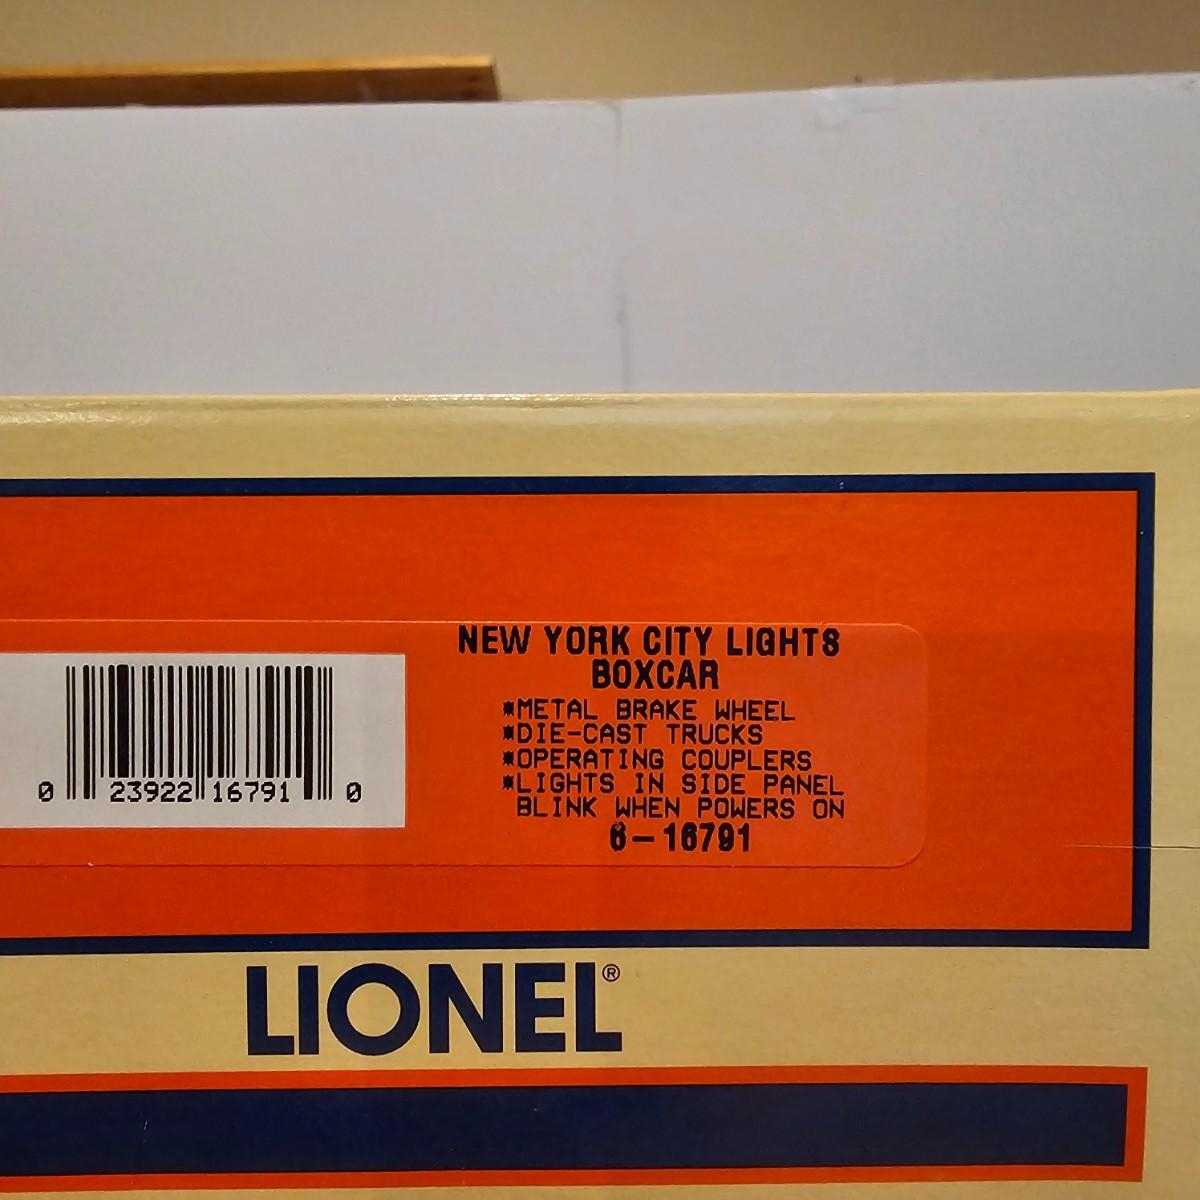 NEW YORK CITY LIGHTS
BOXCAR
*METAL BRAKE WHEEL
*DIE-CAST TRUCKS
*OPERATING COUPLERS
*LIGHTS IN SIDE PANEL
BLINK WHEN POWERS ON
6-16791
0 23922 16791 0
LIONEL®